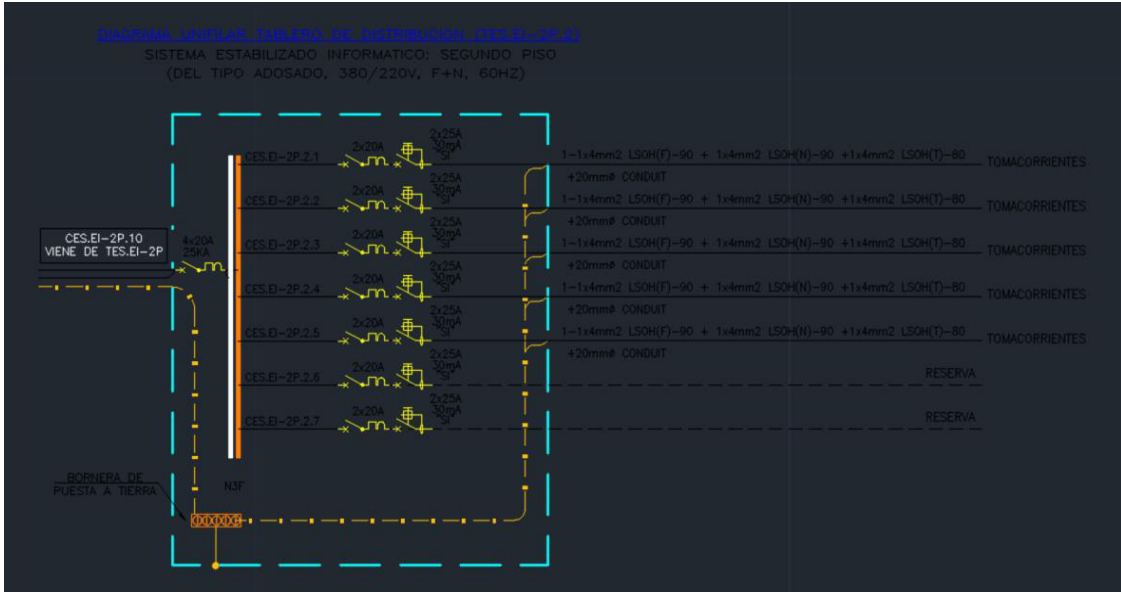 DIAGRAMA UNIFILAR TABLERO DE DISTRIBUCION (TES.EI-2P.2)
SISTEMA ESTABILIZADO INFORMATICO: SEGUNDO PISO
(DEL TIPO ADOSADO, 380/220V, F+N, 60HZ)
CES.EI-2P.10
VIENE DE TES.EI-2P
4x20A
25KA
CES.EI-2P.2.1
2x20A
2x25A
30mA
"SI"
1-1x4mm2 LSOH(F)-90 + 1x4mm2 LSOH(N)-90 +1x4mm2 LSOH(T)-80
+20mmø CONDUIT
TOMACORRIENTES
CES.EI-2P.2.2
2x20A
2x25A
30mA
"SI"
1-1x4mm2 LSOH(F)-90 + 1x4mm2 LSOH(N)-90 +1x4mm2 LSOH(T)-80
+20mmø CONDUIT
TOMACORRIENTES
CES.EI-2P.2.3
2x20A
2x25A
30mA
"SI"
1-1x4mm2 LSOH(F)-90 + 1x4mm2 LSOH(N)-90 +1x4mm2 LSOH(T)-80
+20mmø CONDUIT
TOMACORRIENTES
CES.EI-2P.2.4
2x20A
2x25A
30mA
"SI"
1-1x4mm2 LSOH(F)-90 + 1x4mm2 LSOH(N)-90 +1x4mm2 LSOH(T)-80
+20mmø CONDUIT
TOMACORRIENTES
CES.EI-2P.2.5
2x20A
2x25A
30mA
"SI"
1-1x4mm2 LSOH(F)-90 + 1x4mm2 LSOH(N)-90 +1x4mm2 LSOH(T)-80
+20mmø CONDUIT
TOMACORRIENTES
CES.EI-2P.2.6
2x20A
2x25A
30mA
"SI"
RESERVA
CES.EI-2P.2.7
2x20A
2x25A
30mA
"SI"
RESERVA
BORNERA DE
PUESTA A TIERRA
N3F